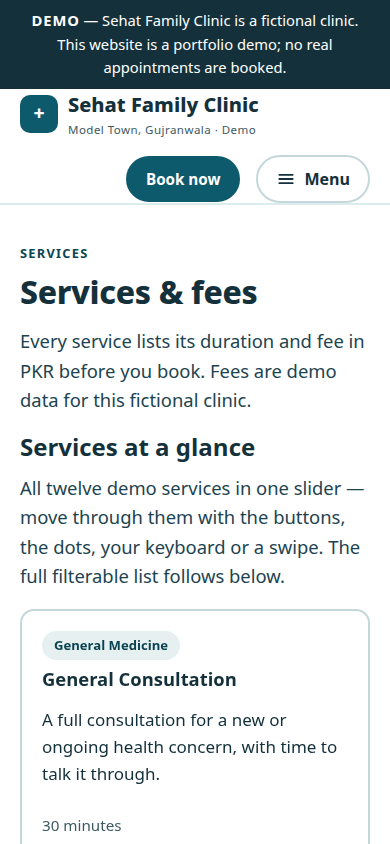 DEMO — Sehat Family Clinic is a fictional clinic.
This website is a portfolio demo; no real
appointments are booked.
+
Sehat Family Clinic
Model Town, Gujranwala · Demo
Book now
Menu
SERVICES
Services & fees
Every service lists its duration and fee in
PKR before you book. Fees are demo
data for this fictional clinic.
Services at a glance
All twelve demo services in one slider —
move through them with the buttons,
the dots, your keyboard or a swipe. The
full filterable list follows below.
General Medicine
General Consultation
A full consultation for a new or
ongoing health concern, with time to
talk it through.
30 minutes